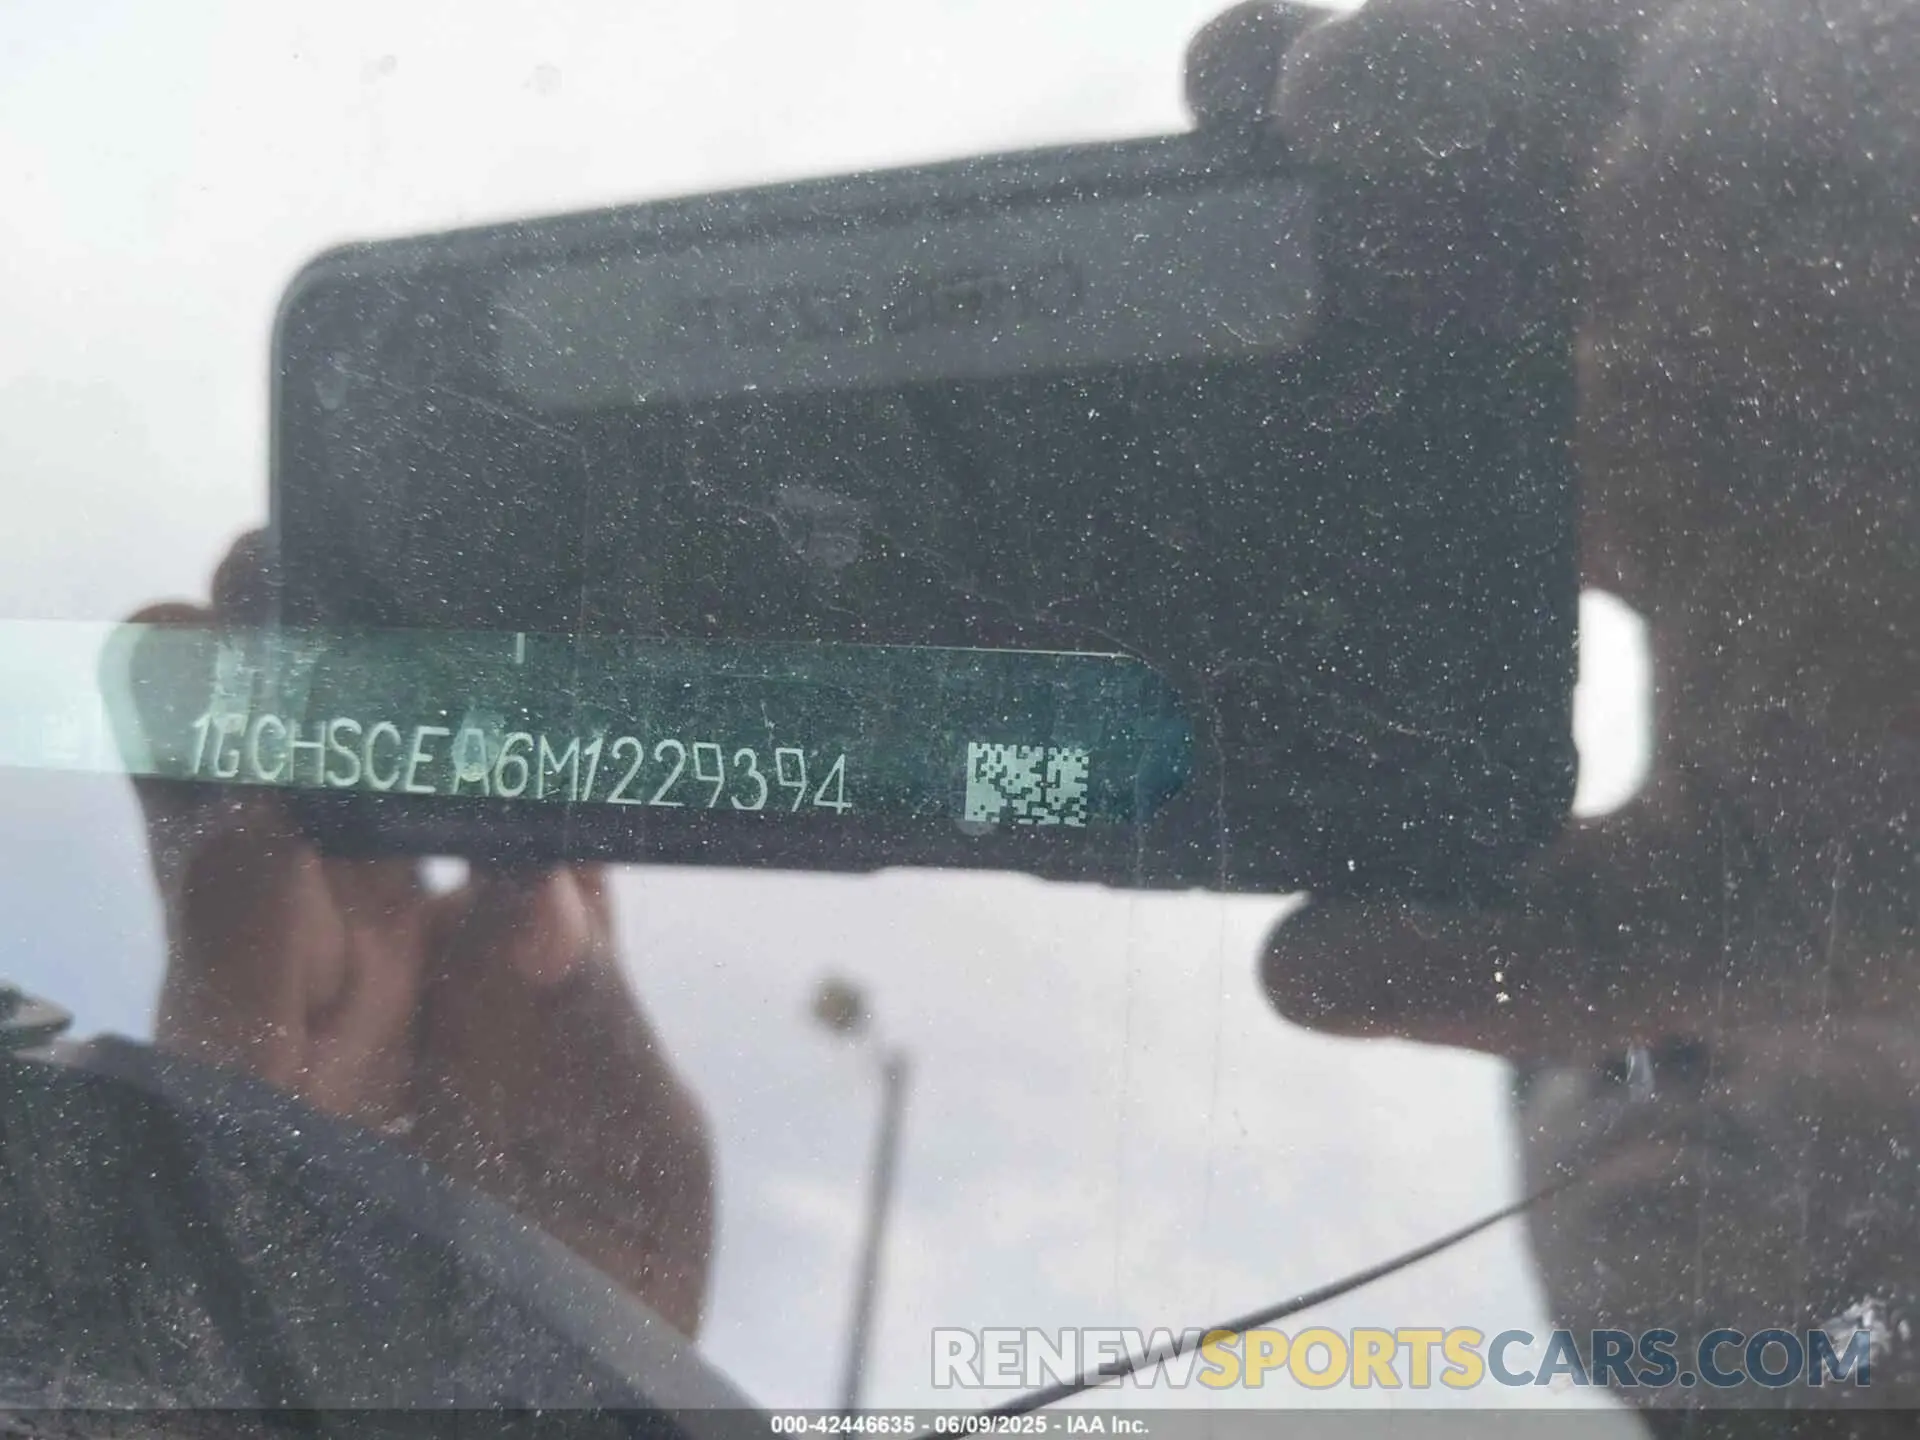 1GCHSCEA6M1229394
RENEWSPORTSCARS.COM
000-42446635 - 06/09/2025 - IAA Inc.